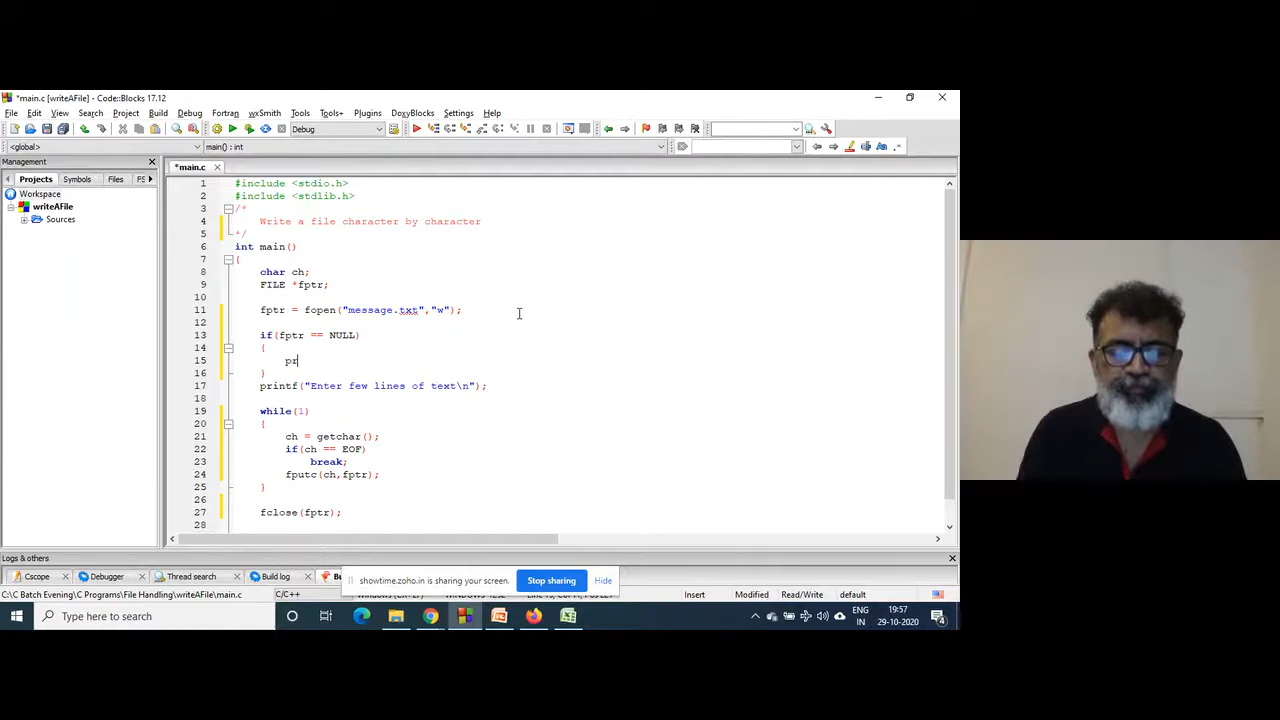 *main.c [writeAFile] - Code::Blocks 17.12
File Edit View Search Project Build Debug Fortran wxSmith Tools Tools+ Plugins DoxyBlocks Settings Help
Debug
<global> main() : int
Management
Projects Symbols Files
Workspace
writeAFile
Sources
*main.c
1 #include <stdio.h>
2 #include <stdlib.h>
3 /*
4 Write a file character by character
5 */
6 int main()
7 {
8 char ch;
9 FILE *fptr;
10
11 fptr = fopen("message.txt","w");
12
13 if(fptr == NULL)
14 {
15 pr
16 }
17 printf("Enter few lines of text\n");
18
19 while(1)
20 {
21 ch = getchar();
22 if(ch == EOF)
23 break;
24 fputc(ch,fptr);
25 }
26
27 fclose(fptr);
28
Logs & others
Cscope Debugger Thread search Build log
showtime.zoho.in is sharing your screen. Stop sharing Hide
C:\C Batch Evening\C Programs\File Handling\writeAFile\main.c C/C++ Insert Modified Read/Write default
Type here to search
ENG
IN
19:57
29-10-2020
4